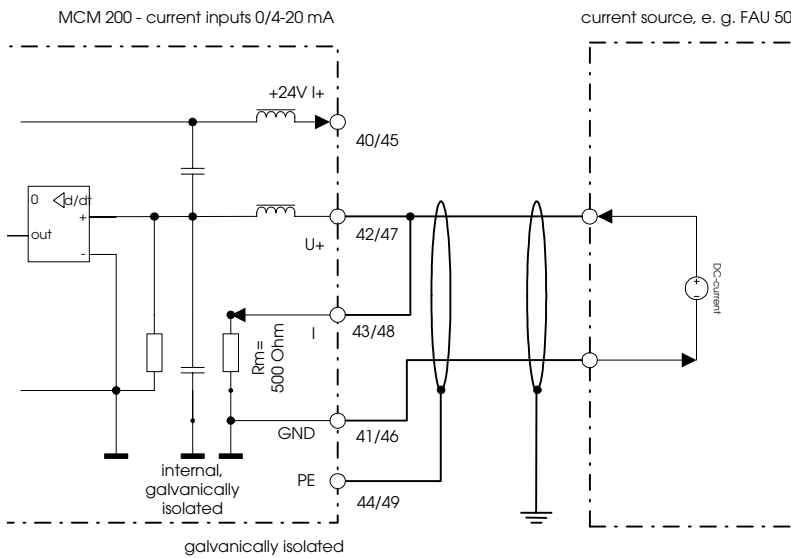 MCM 200 - current inputs 0/4-20 mA
current source, e. g. FAU 50
+24V I+
40/45
0
d/dt
+
out
-
42/47
U+
43/48
I
Rm=
500 Ohm
GND
41/46
PE
44/49
internal,
galvanically
isolated
galvanically isolated
+
-
DC-current